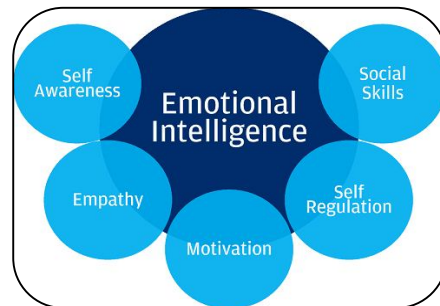 Self
Awareness
Social
Skills
Emotional
Intelligence
Empathy
Self
Regulation
Motivation